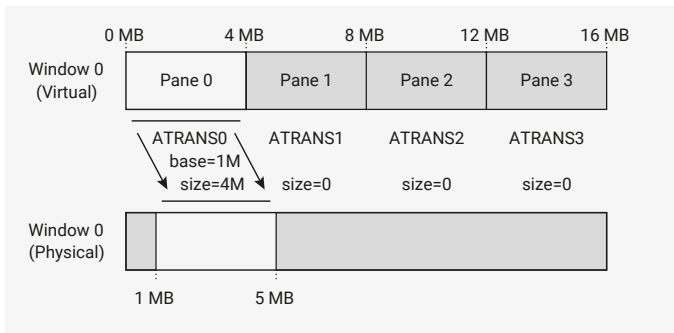 0 MB 4 MB 8 MB 12 MB 16 MB
Window 0
(Virtual)
Pane 0 Pane 1 Pane 2 Pane 3
ATRANS0 ATRANS1 ATRANS2 ATRANS3
base=1M
size=4M size=0 size=0 size=0
Window 0
(Physical)
1 MB 5 MB